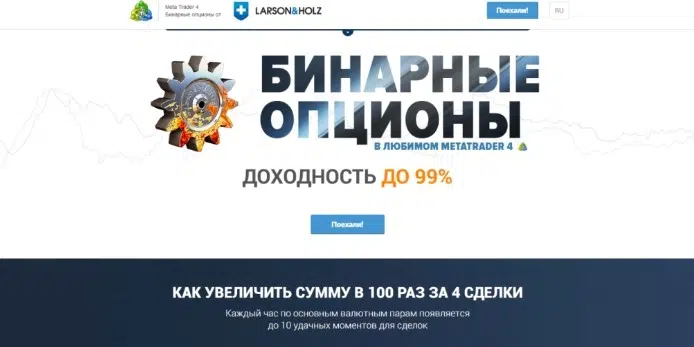 Meta Trader 4
Бинарные опционы от
LARSON&HOLZ
Поехали!
RU
БИНАРНЫЕ
ОПЦИОНЫ
В ЛЮБИМОМ METATRADER 4
ДОХОДНОСТЬ ДО 99%
Поехали!
КАК УВЕЛИЧИТЬ СУММУ В 100 РАЗ ЗА 4 СДЕЛКИ
Каждый час по основным валютным парам появляется
до 10 удачных моментов для сделок